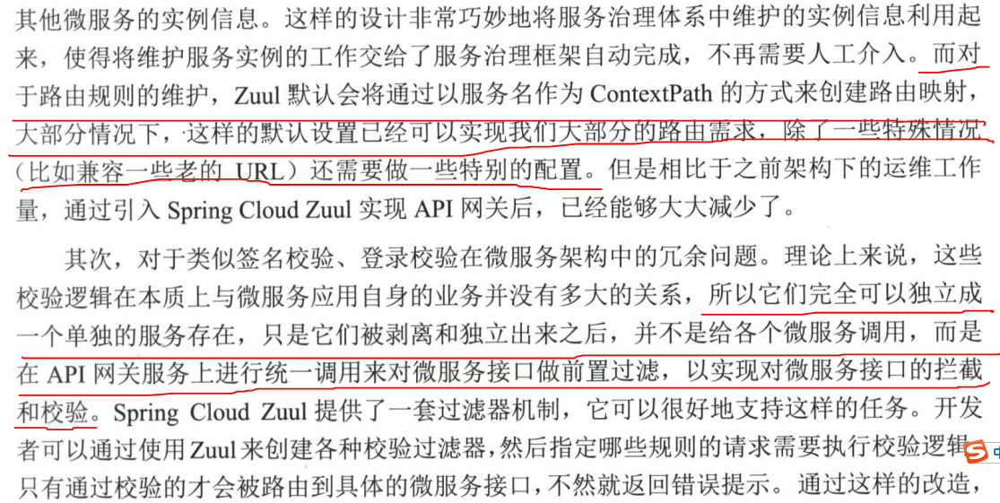 其他微服务的实例信息。这样的设计非常巧妙地将服务治理体系中维护的实例信息利用起
来，使得将维护服务实例的工作交给了服务治理框架自动完成，不再需要人工介入。而对
于路由规则的维护，Zuul 默认会将通过以服务名作为 ContextPath 的方式来创建路由映射，
大部分情况下，这样的默认设置已经可以实现我们大部分的路由需求，除了一些特殊情况
（比如兼容一些老的 URL）还需要做一些特别的配置。但是相比于之前架构下的运维工作
量，通过引入 Spring Cloud Zuul 实现 API 网关后，已经能够大大减少了。
其次，对于类似签名校验、登录校验在微服务架构中的冗余问题。理论上来说，这些
校验逻辑在本质上与微服务应用自身的业务并没有多大的关系，所以它们完全可以独立成
一个单独的服务存在，只是它们被剥离和独立出来之后，并不是给各个微服务调用，而是
在 API 网关服务上进行统一调用来对微服务接口做前置过滤，以实现对微服务接口的拦截
和校验。Spring Cloud Zuul 提供了一套过滤器机制，它可以很好地支持这样的任务。开发
者可以通过使用 Zuul 来创建各种校验过滤器，然后指定哪些规则的请求需要执行校验逻辑，
只有通过校验的才会被路由到具体的微服务接口，不然就返回错误提示。通过这样的改造，